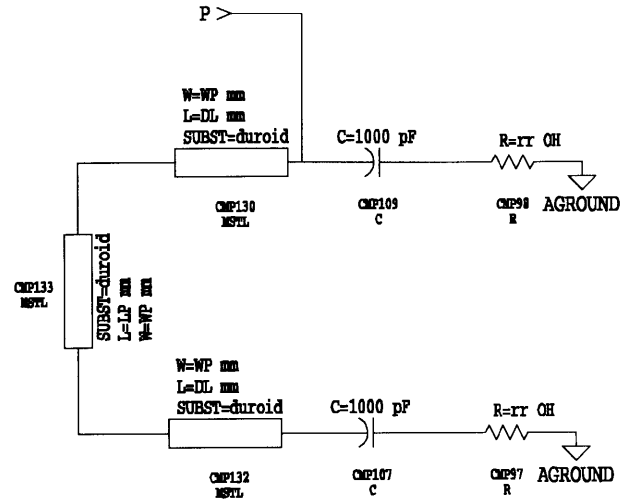 P
W=WP mm
L=DL mm
SUBST=duroid
C=1000 pF
R=rr OH
CMP130
MSTL
CMP109
C
CMP98
R
AGROUND
CMP133
MSTL
SUBST=duroid
L=LP mm
W=WP mm
W=WP mm
L=DL mm
SUBST=duroid
C=1000 pF
R=rr OH
CMP132
MSTL
CMP107
C
CMP97
R
AGROUND